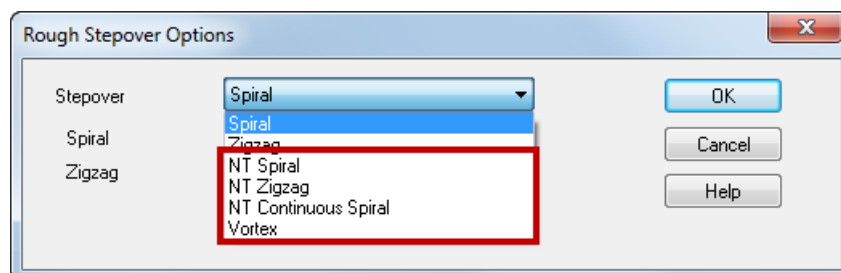 Rough Stepover Options
Stepover Spiral OK
Spiral
Spiral Zigzag Cancel
Zigzag NT Spiral
NT Zigzag Help
NT Continuous Spiral
Vortex